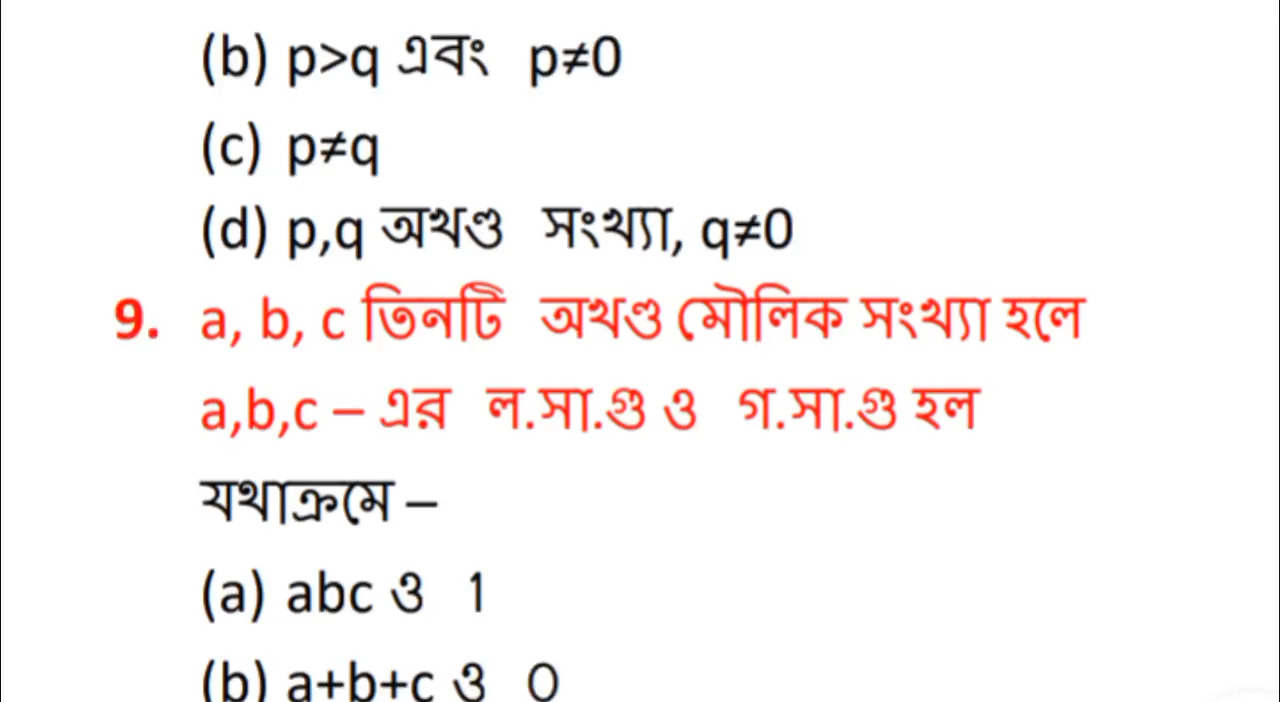 (b) p>q এবং p≠0
(c) p≠q
(d) p,q অখণ্ড সংখ্যা, q≠0
9. a, b, c তিনটি অখণ্ড মৌলিক সংখ্যা হলে
a,b,c – এর ল.সা.গু ও গ.সা.গু হল
যথাক্রমে –
(a) abc ও 1
(b) a+b+c ও 0